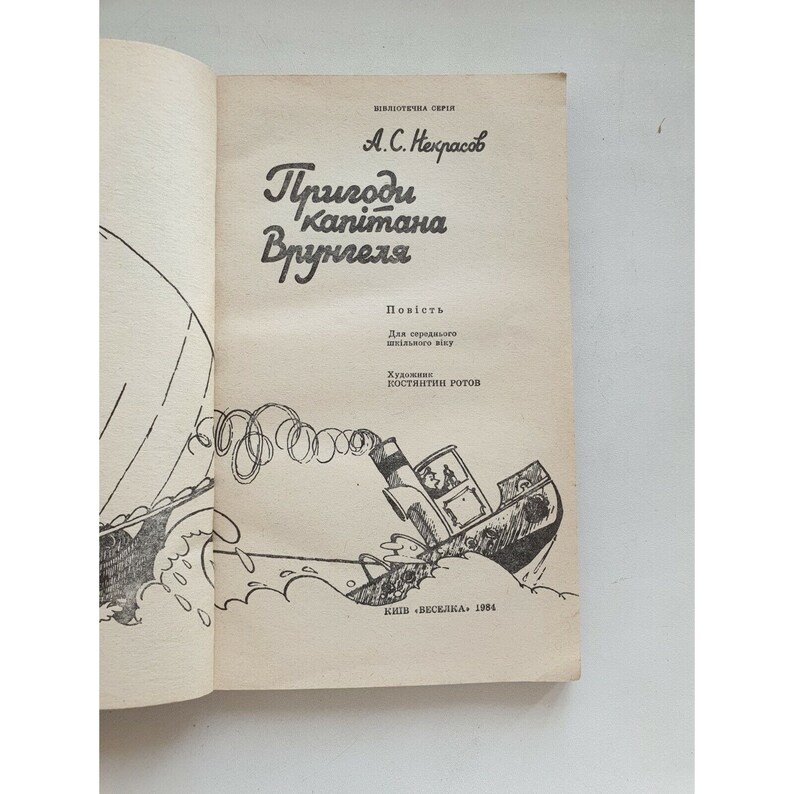 БІБЛІОТЕЧНА СЕРІЯ
А.С. Некрасов
Пригоди
капітана
Врунгеля
Повість
Для середнього
шкільного віку
Художник
КОСТЯНТИН РОТОВ
КИЇВ «ВЕСЕЛКА» 1984